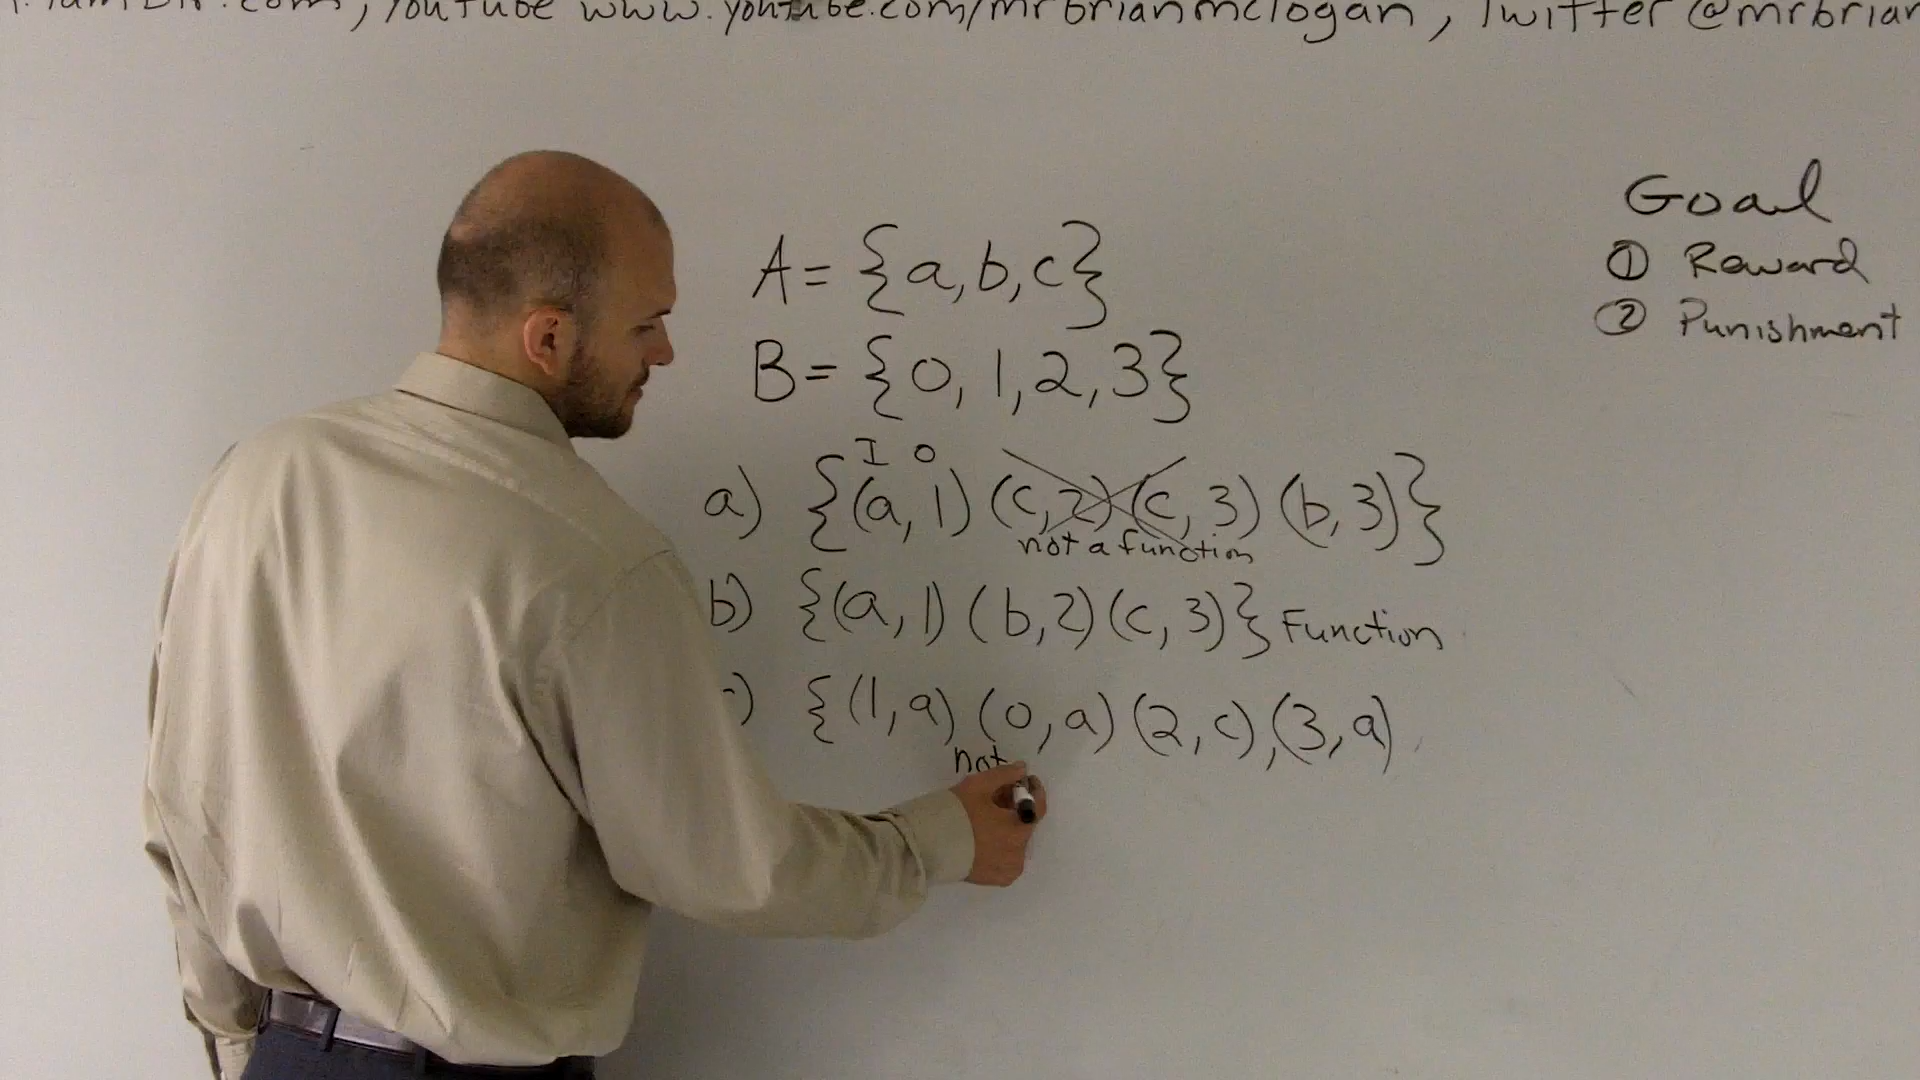 , YouTube www.youtube.com/mrbrianmclogan, Twitter @mrbrian
A = {a, b, c}
B = {0, 1, 2, 3}
I O
a) {(a, 1) (c, 2) (c, 3) (b, 3)}
not a function
b) {(a, 1) (b, 2) (c, 3)} Function
) {(1, a) (0, a) (2, c), (3, a)
not
Goal
① Reward
② Punishment